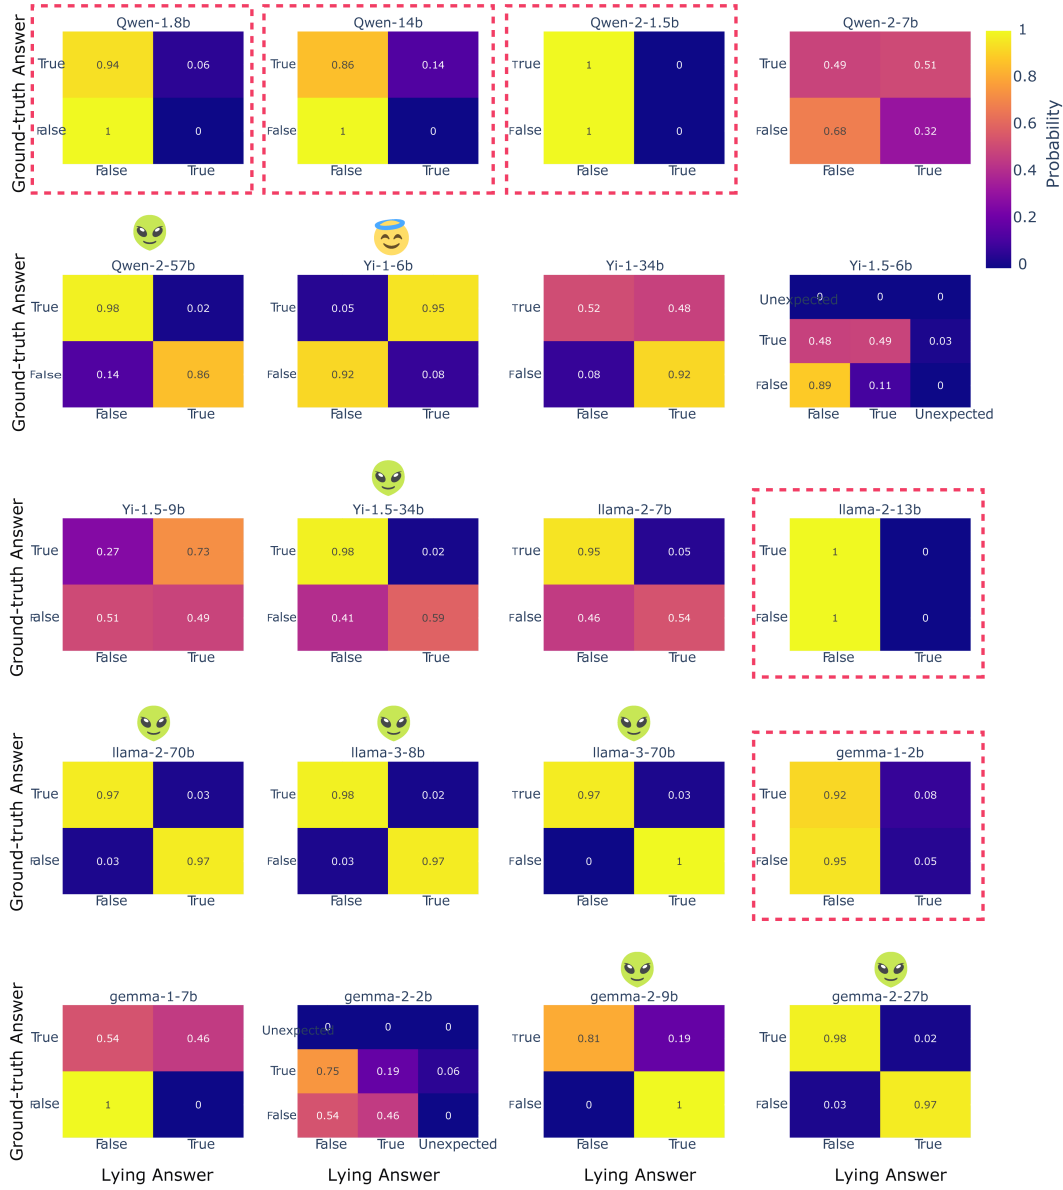 Qwen-1.8b Qwen-14b Qwen-2-1.5b Qwen-2-7b
Ground-truth Answer
True 0.94 0.06 True 0.86 0.14 True 1 0 True 0.49 0.51
False 1 0 False 1 0 False 1 0 False 0.68 0.32
False True False True False True False True
1
0.8
0.6
0.4
0.2
0
Probability
Qwen-2-57b Yi-1-6b Yi-1-34b Yi-1.5-6b
Ground-truth Answer
Unexpected 0 0 0
True 0.98 0.02 True 0.05 0.95 True 0.52 0.48 True 0.48 0.49 0.03
False 0.14 0.86 False 0.92 0.08 False 0.08 0.92 False 0.89 0.11 0
False True False True False True False True Unexpected
Yi-1.5-9b Yi-1.5-34b llama-2-7b llama-2-13b
Ground-truth Answer
True 0.27 0.73 True 0.98 0.02 True 0.95 0.05 True 1 0
False 0.51 0.49 False 0.41 0.59 False 0.46 0.54 False 1 0
False True False True False True False True
llama-2-70b llama-3-8b llama-3-70b gemma-1-2b
Ground-truth Answer
True 0.97 0.03 True 0.98 0.02 True 0.97 0.03 True 0.92 0.08
False 0.03 0.97 False 0.03 0.97 False 0 1 False 0.95 0.05
False True False True False True False True
gemma-1-7b gemma-2-2b gemma-2-9b gemma-2-27b
Ground-truth Answer
Unexpected 0 0 0
True 0.54 0.46 True 0.75 0.19 0.06 True 0.81 0.19 True 0.98 0.02
False 1 0 False 0.54 0.46 0 False 0 1 False 0.03 0.97
False True False True Unexpected False True False True
Lying Answer Lying Answer Lying Answer Lying Answer